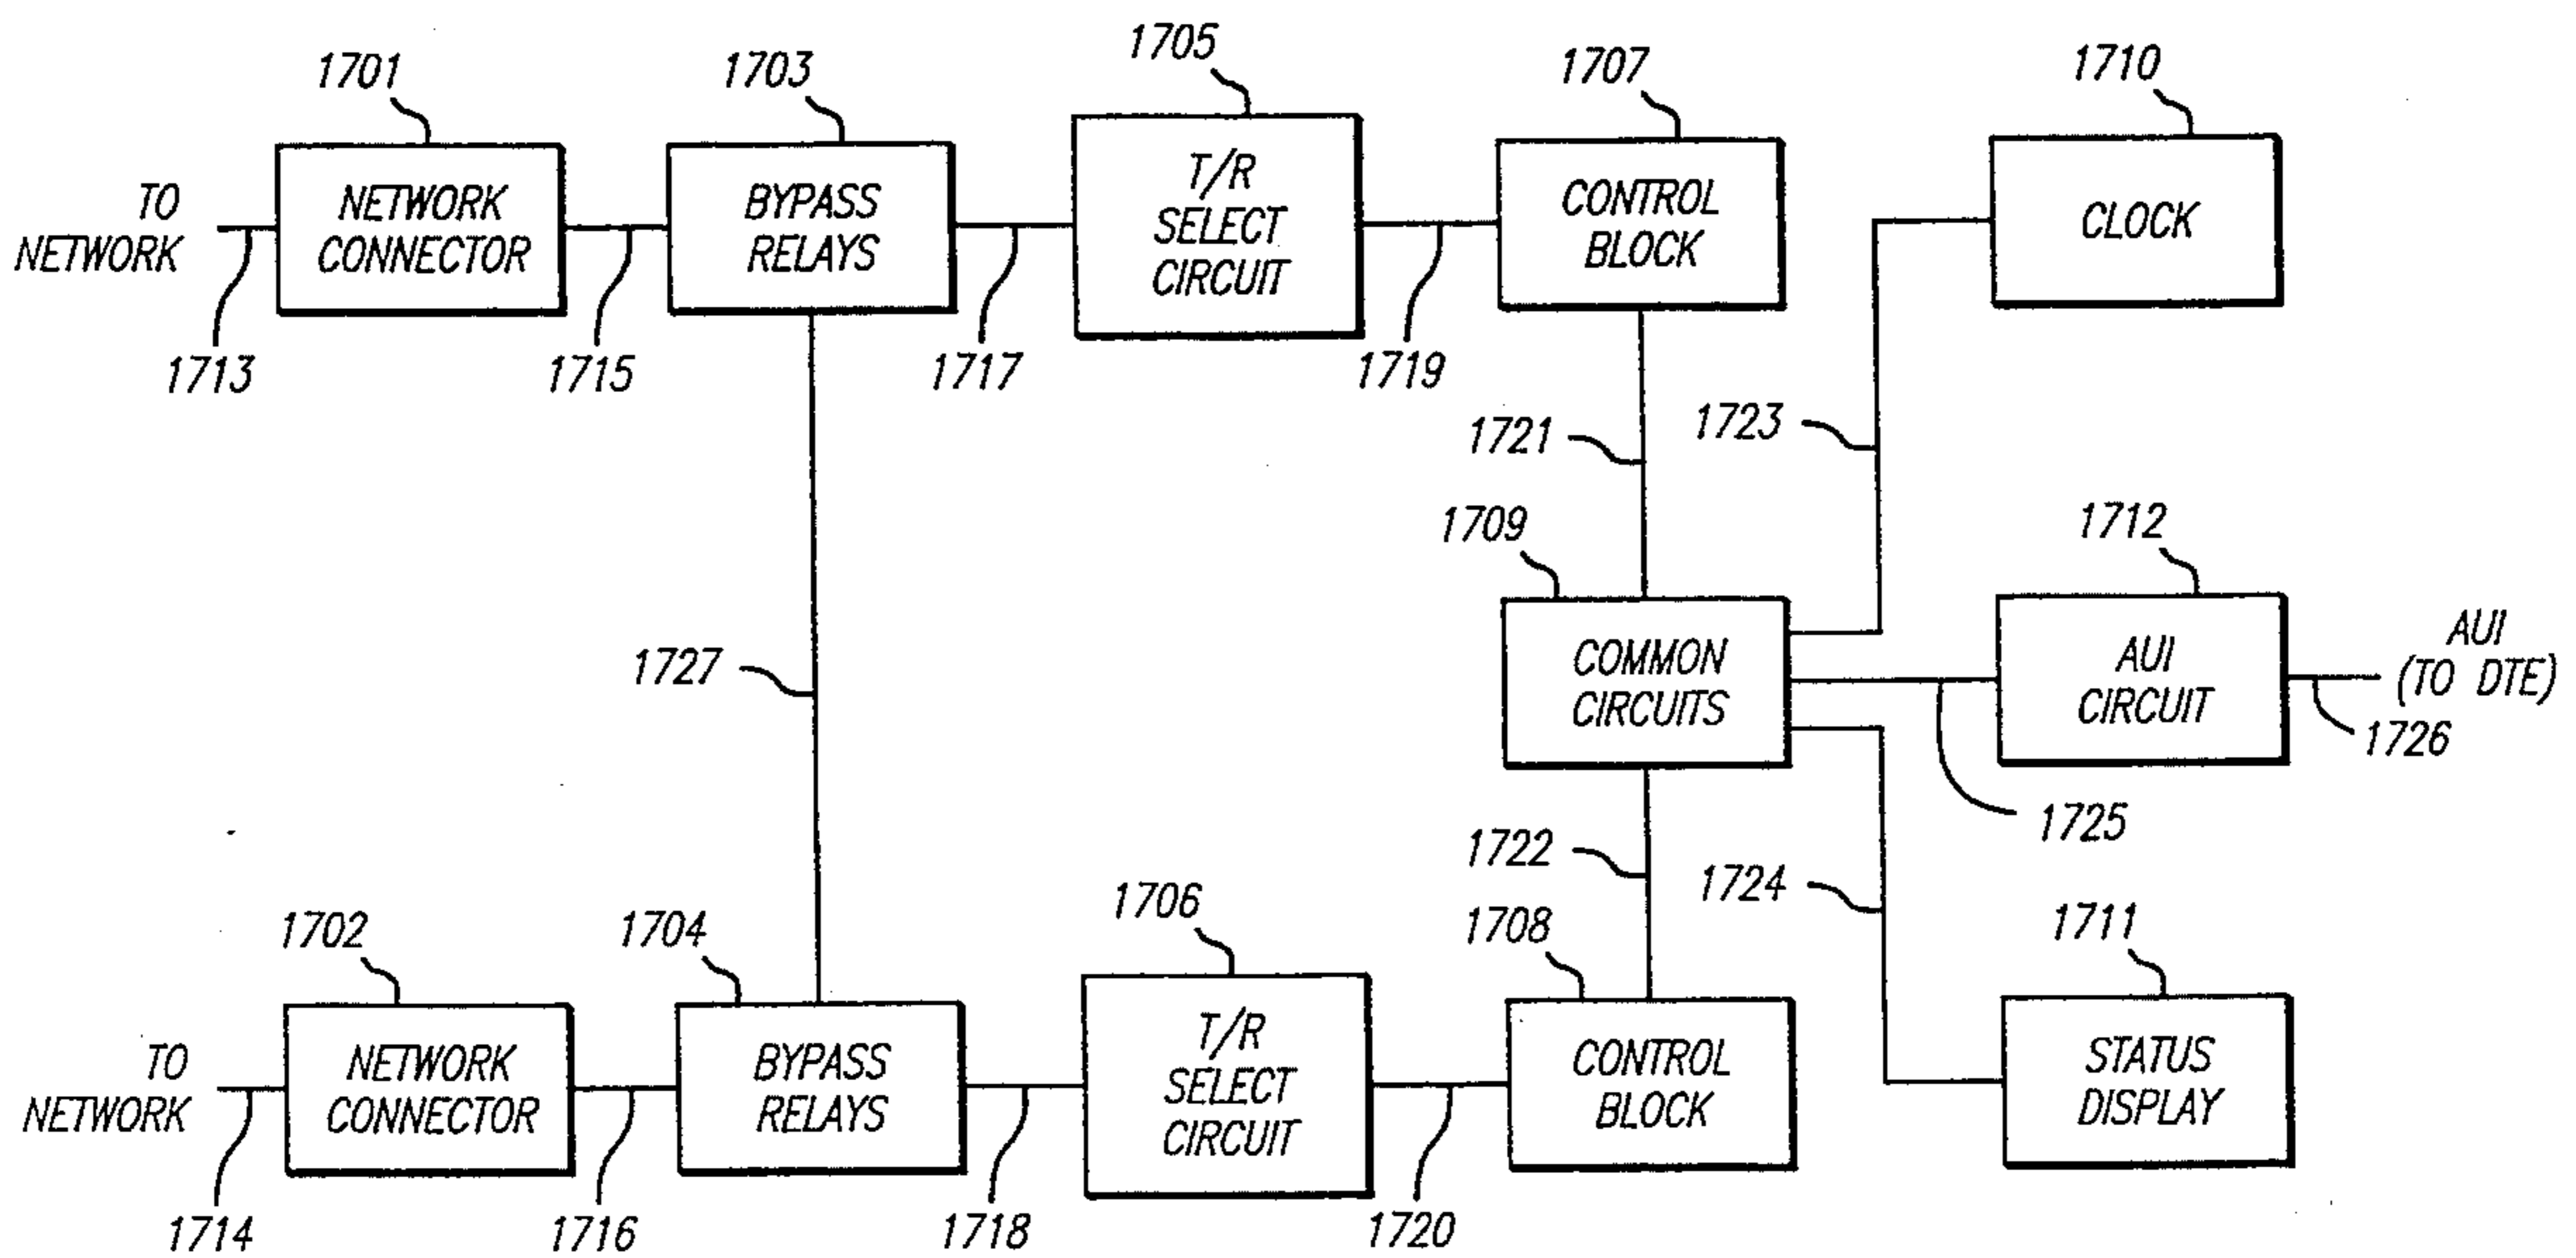 1701
1703
1705
1707
1710
TO
NETWORK
NETWORK
CONNECTOR
BYPASS
RELAYS
T/R
SELECT
CIRCUIT
CONTROL
BLOCK
CLOCK
1713
1715
1717
1719
1721
1723
1709
1712
1727
COMMON
CIRCUITS
AUI
CIRCUIT
AUI
(TO DTE)
1726
1725
1722
1724
1702
1704
1706
1708
1711
TO
NETWORK
NETWORK
CONNECTOR
BYPASS
RELAYS
T/R
SELECT
CIRCUIT
CONTROL
BLOCK
STATUS
DISPLAY
1714
1716
1718
1720